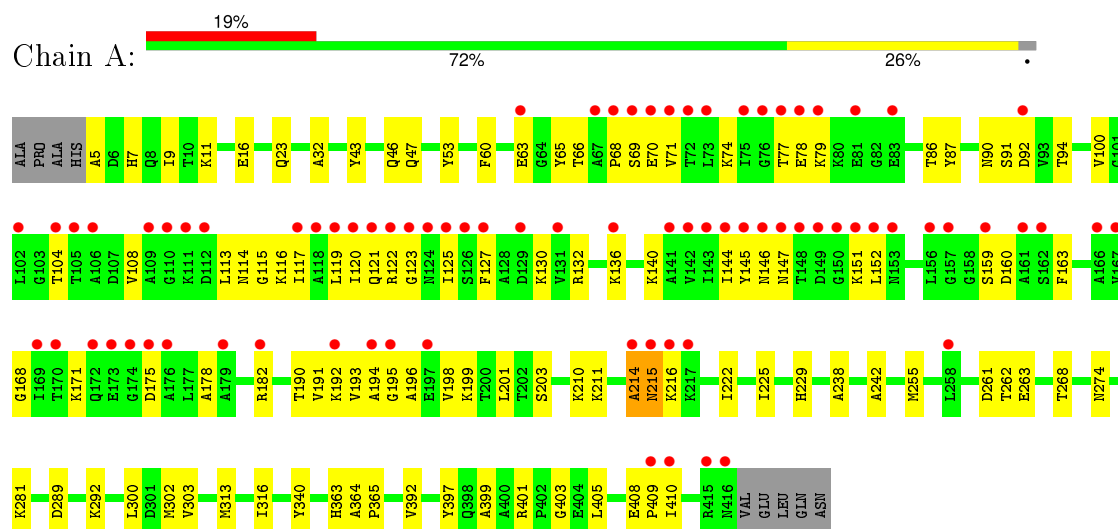 19%
Chain A: 72% 26% •
ALA PRO ALA HIS A5 D6 H7 Q8 I9 T10 K11 E16 Q23 A32 Y43 Q46 Q47 Y53 F60 E63 G64 Y65 T66 A67 P68 S69 E70 V71 T72 L73 K74 I75 G76 T77 E78 K79 K80 E81 G82 E83 T86 Y87 N90 S91 D92 V93 T94 V100 G101
L102 G103 T104 T105 A106 D107 V108 A109 G110 K111 D112 L113 N114 G115 K116 I117 A118 L119 I120 Q121 R122 G123 N124 I125 S126 F127 A128 D129 K130 V131 R132 K136 K140 A141 V142 I143 I144 Y145 N146 N147 T148 D149 G150 K151 L152 N153 L156 G157 G158 S159 D160 A161 S162 F163 A166 V167
G168 I169 T170 K171 Q172 E173 G174 D175 A176 L177 A178 A179 R182 T190 V191 K192 V193 A194 G195 A196 E197 V198 K199 T200 L201 T202 S203 K210 K211 A214 N215 K216 K217 I222 I225 H229 A238 A242 M255 L258 D261 T262 E263 T268 N274
K281 D289 K292 L300 D301 M302 V303 M313 I316 Y340 H363 A364 P365 V392 Y397 Q398 A399 A400 R401 P402 G403 E404 L405 E408 P409 I410 R415 N416 VAL GLU LEU GLN ASN